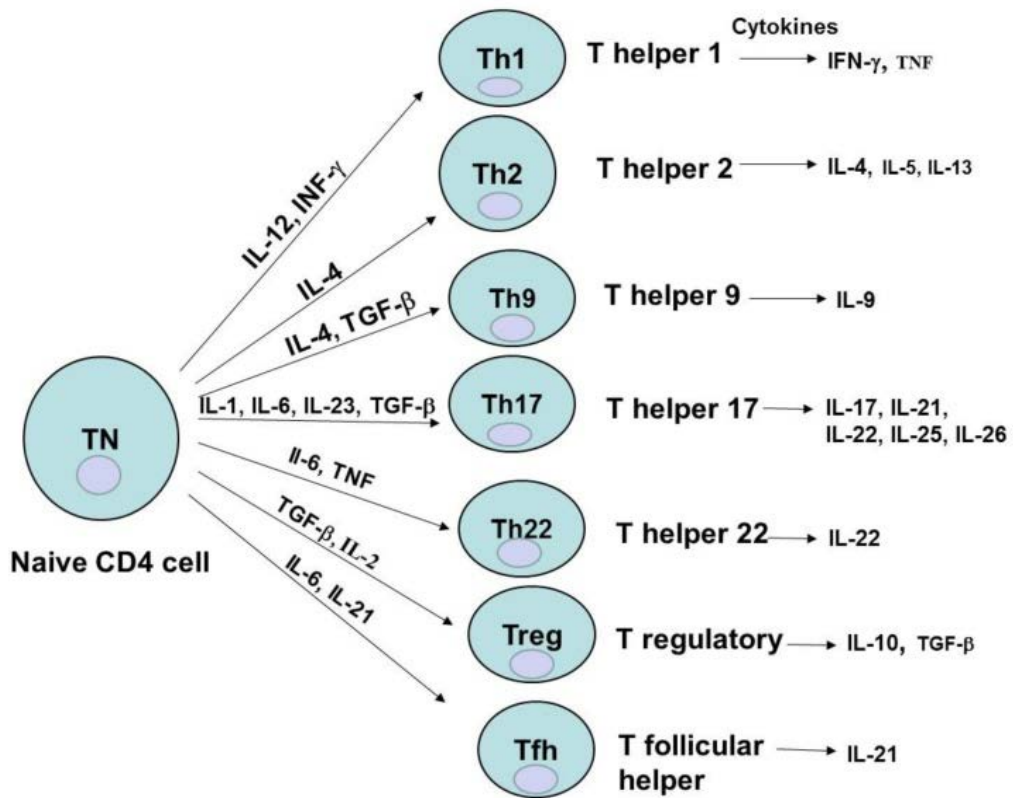 Cytokines
Th1 T helper 1 IFN-γ, TNF
IL-12, INF-γ
Th2 T helper 2 IL-4, IL-5, IL-13
IL-4
Th9 T helper 9 IL-9
IL-4, TGF-β
IL-1, IL-6, IL-23, TGF-β
Th17 T helper 17 IL-17, IL-21,
IL-22, IL-25, IL-26
TN
Naive CD4 cell
Il-6, TNF
Th22 T helper 22 IL-22
TGF-β, IL-2
Treg T regulatory IL-10, TGF-β
IL-6, IL-21
Tfh T follicular
helper IL-21